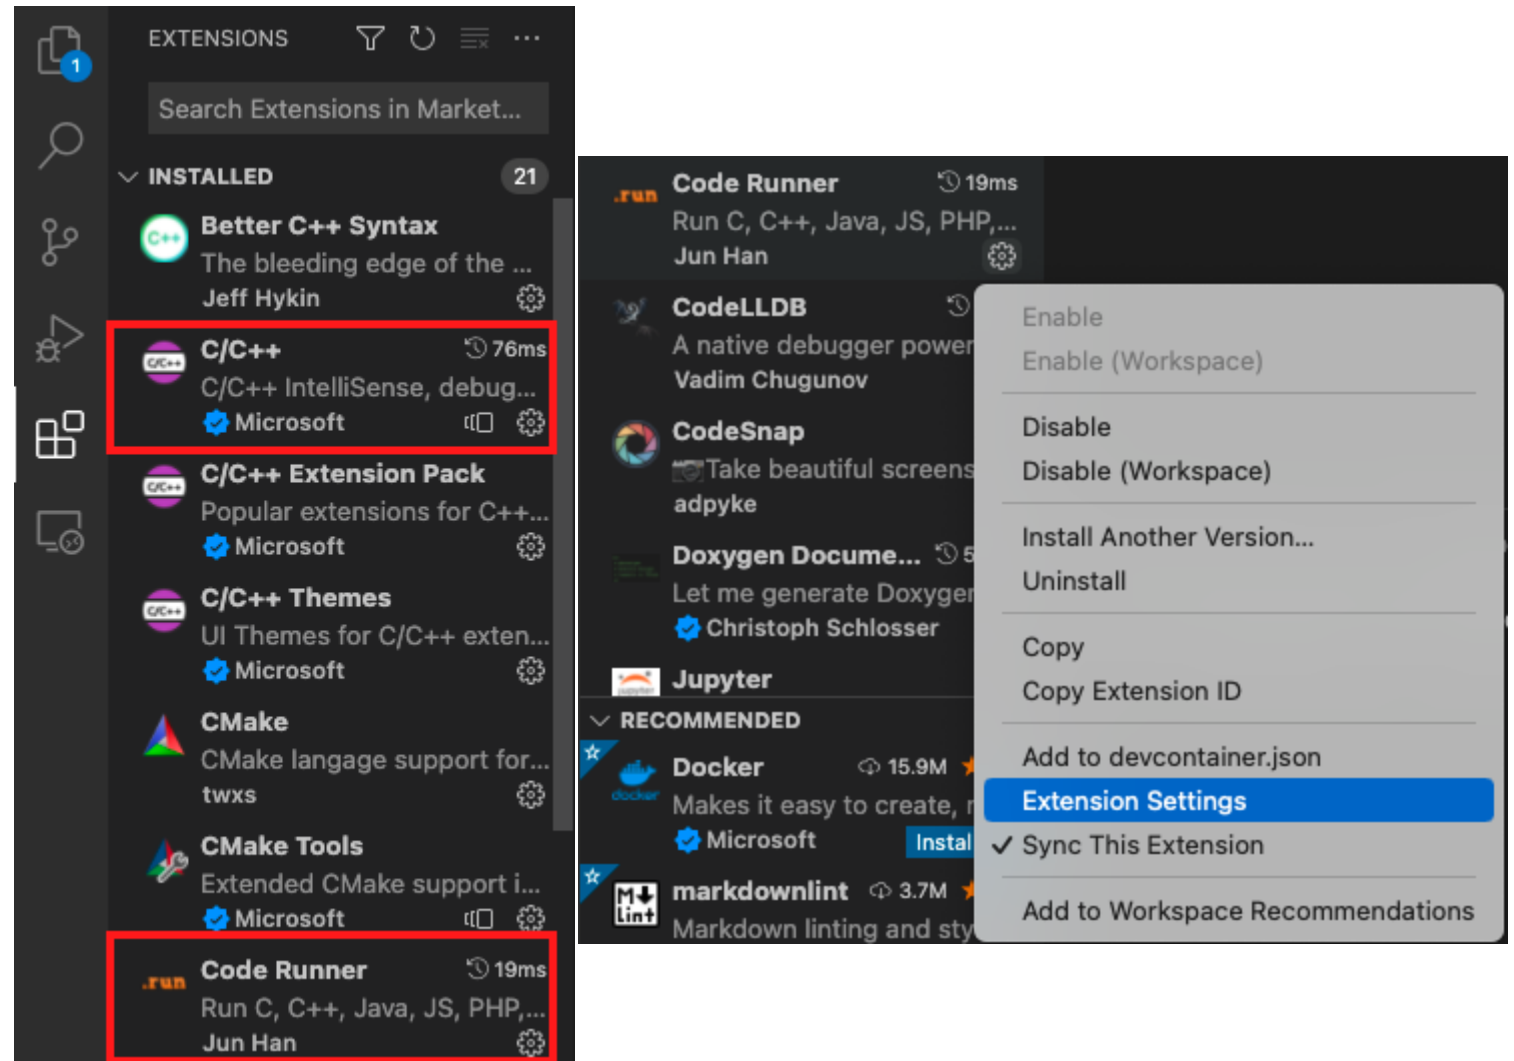 EXTENSIONS
1
Search Extensions in Market...
INSTALLED 21
C++
Better C++ Syntax
The bleeding edge of the ...
Jeff Hykin
C/C++
C/C++ 76ms
C/C++ IntelliSense, debug...
Microsoft
C/C++
C/C++ Extension Pack
Popular extensions for C++...
Microsoft
C/C++
C/C++ Themes
UI Themes for C/C++ exten...
Microsoft
CMake
CMake langage support for...
twxs
CMake Tools
Extended CMake support i...
Microsoft
.run
Code Runner 19ms
Run C, C++, Java, JS, PHP,...
Jun Han
.run
Code Runner 19ms
Run C, C++, Java, JS, PHP,...
Jun Han
CodeLLDB
A native debugger power
Vadim Chugunov
CodeSnap
Take beautiful screens
adpyke
Doxygen Docume... 5
Let me generate Doxygen
Christoph Schlosser
jupyter
Jupyter
RECOMMENDED
docker
Docker 15.9M
Makes it easy to create,
Microsoft Instal
M
lint
markdownlint 3.7M
Markdown linting and sty
Enable
Enable (Workspace)
Disable
Disable (Workspace)
Install Another Version...
Uninstall
Copy
Copy Extension ID
Add to devcontainer.json
Extension Settings
Sync This Extension
Add to Workspace Recommendations